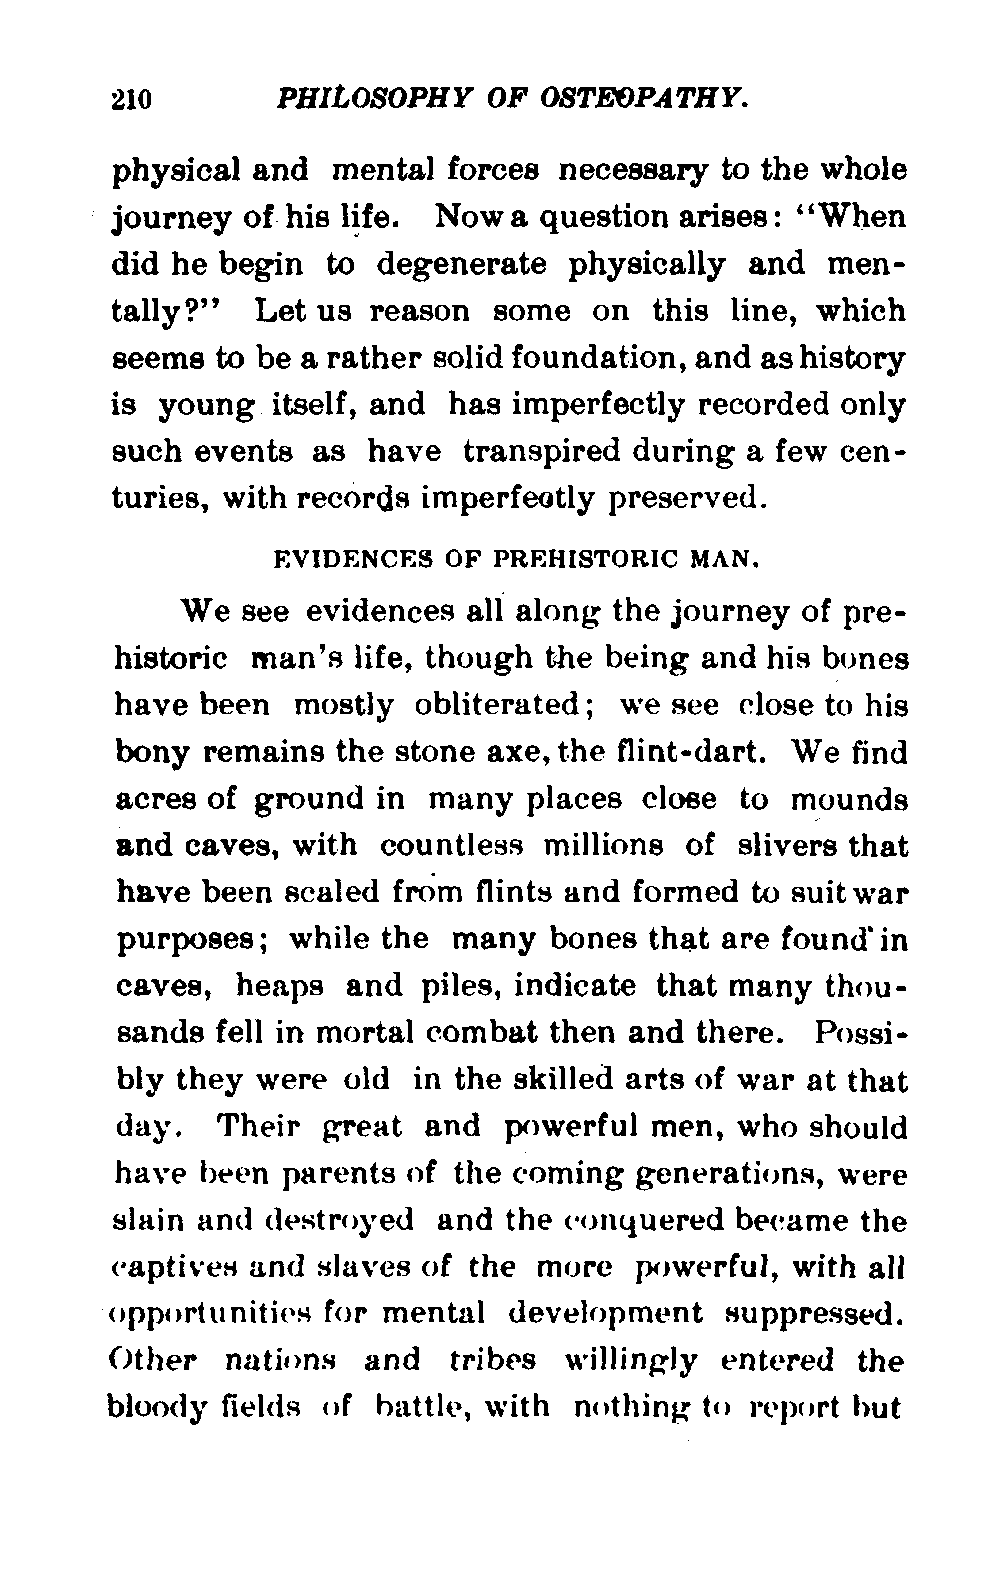 210 PHILOSOPHY OF OSTEOPATHY.
physical and mental forces necessary to the whole
journey of his life. Now a question arises: “When
did he begin to degenerate physically and men-
tally?” Let us reason some on this line, which
seems to be a rather solid foundation, and as history
is young itself, and has imperfectly recorded only
such events as have transpired during a few cen-
turies, with records imperfectly preserved.
EVIDENCES OF PREHISTORIC MAN.
We see evidences all along the journey of pre-
historic man’s life, though the being and his bones
have been mostly obliterated; we see close to his
bony remains the stone axe, the flint-dart. We find
acres of ground in many places close to mounds
and caves, with countless millions of slivers that
have been scaled from flints and formed to suit war
purposes; while the many bones that are found in
caves, heaps and piles, indicate that many thou-
sands fell in mortal combat then and there. Possi-
bly they were old in the skilled arts of war at that
day. Their great and powerful men, who should
have been parents of the coming generations, were
slain and destroyed and the conquered became the
captives and slaves of the more powerful, with all
opportunities for mental development suppressed.
Other nations and tribes willingly entered the
bloody fields of battle, with nothing to report but